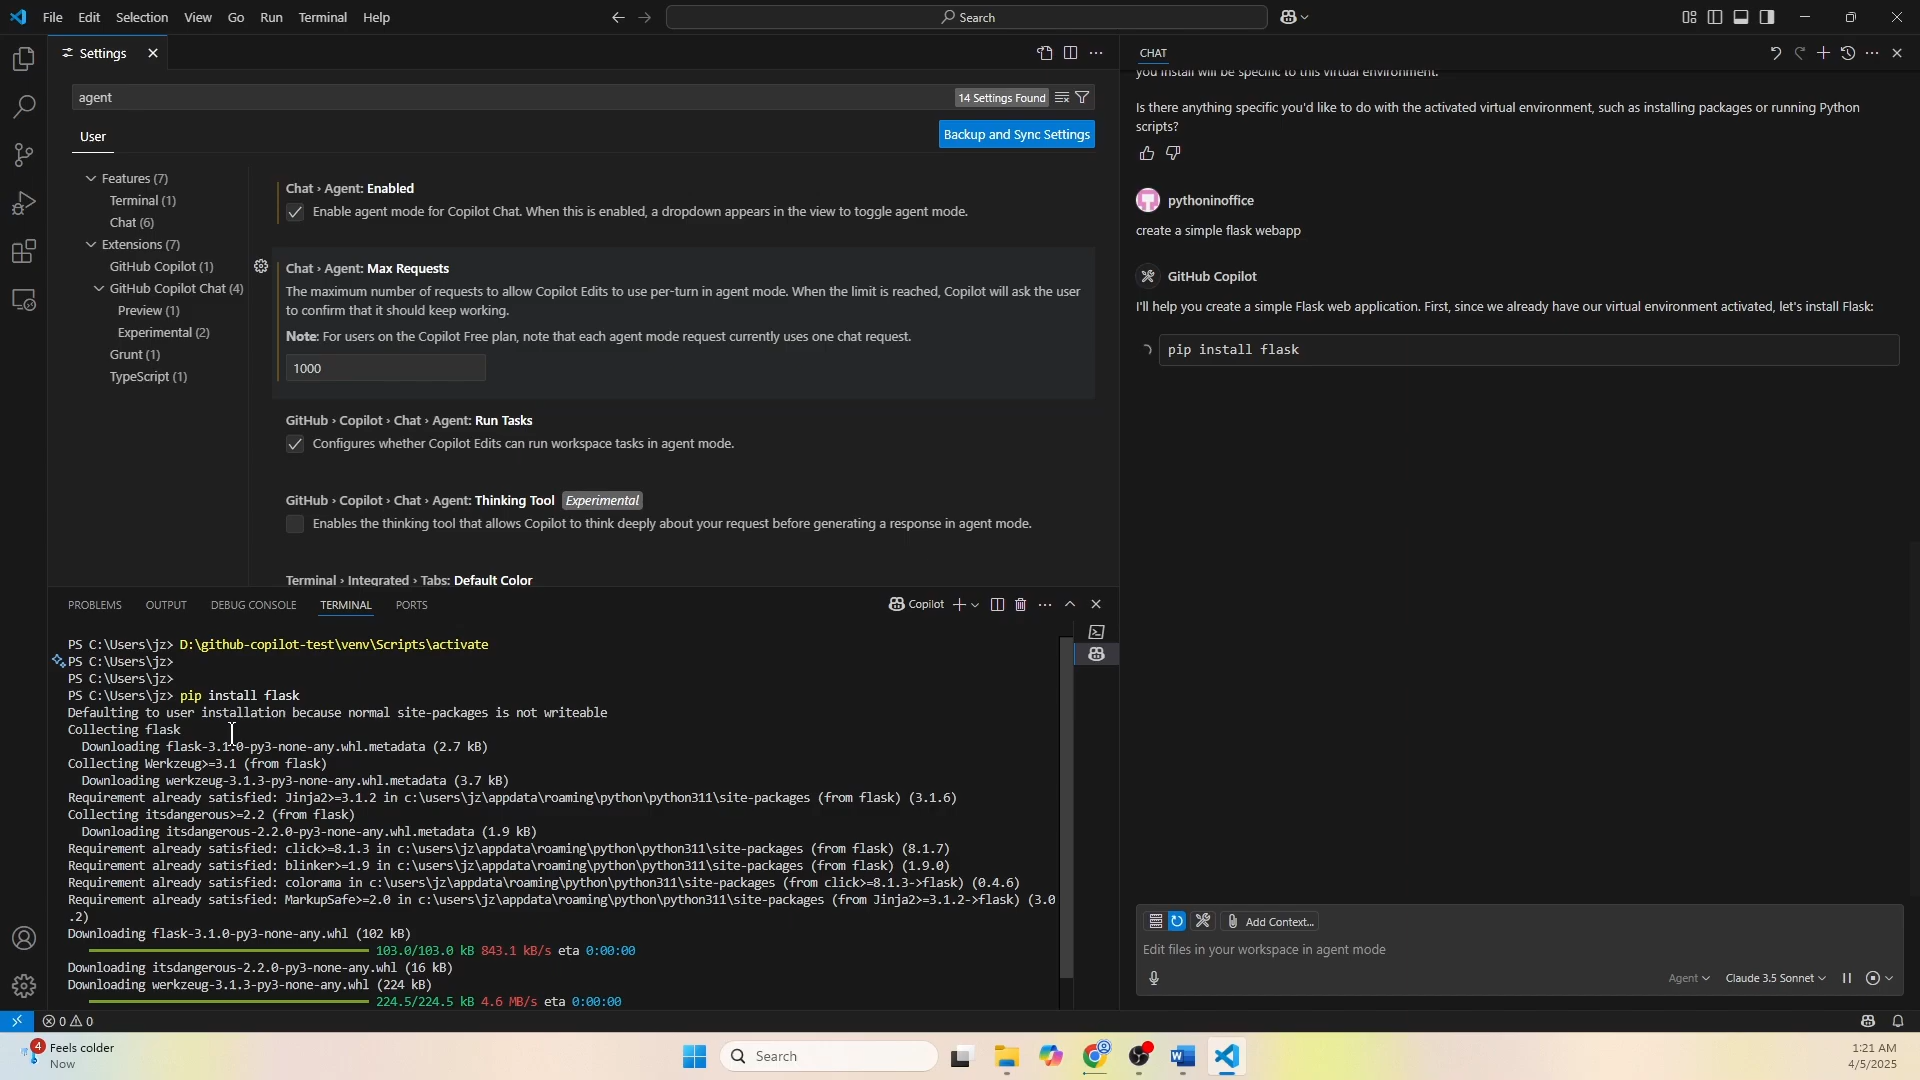 File Edit Selection View Go Run Terminal Help
Search
Settings
agent
14 Settings Found
User
Backup and Sync Settings
Features (7)
Terminal (1)
Chat (6)
Extensions (7)
GitHub Copilot (1)
GitHub Copilot Chat (4)
Preview (1)
Experimental (2)
Grunt (1)
TypeScript (1)
Chat › Agent: Enabled
Enable agent mode for Copilot Chat. When this is enabled, a dropdown appears in the view to toggle agent mode.
Chat › Agent: Max Requests
The maximum number of requests to allow Copilot Edits to use per-turn in agent mode. When the limit is reached, Copilot will ask the user
to confirm that it should keep working.
Note: For users on the Copilot Free plan, note that each agent mode request currently uses one chat request.
1000
GitHub › Copilot › Chat › Agent: Run Tasks
Configures whether Copilot Edits can run workspace tasks in agent mode.
GitHub › Copilot › Chat › Agent: Thinking Tool Experimental
Enables the thinking tool that allows Copilot to think deeply about your request before generating a response in agent mode.
Terminal › Integrated › Tabs: Default Color
PROBLEMS OUTPUT DEBUG CONSOLE TERMINAL PORTS
Copilot
PS C:\Users\jz> D:\github-copilot-test\venv\Scripts\activate
PS C:\Users\jz>
PS C:\Users\jz>
PS C:\Users\jz> pip install flask
Defaulting to user installation because normal site-packages is not writeable
Collecting flask
Downloading flask-3.1.0-py3-none-any.whl.metadata (2.7 kB)
Collecting Werkzeug>=3.1 (from flask)
Downloading werkzeug-3.1.3-py3-none-any.whl.metadata (3.7 kB)
Requirement already satisfied: Jinja2>=3.1.2 in c:\users\jz\appdata\roaming\python\python311\site-packages (from flask) (3.1.6)
Collecting itsdangerous>=2.2 (from flask)
Downloading itsdangerous-2.2.0-py3-none-any.whl.metadata (1.9 kB)
Requirement already satisfied: click>=8.1.3 in c:\users\jz\appdata\roaming\python\python311\site-packages (from flask) (8.1.7)
Requirement already satisfied: blinker>=1.9 in c:\users\jz\appdata\roaming\python\python311\site-packages (from flask) (1.9.0)
Requirement already satisfied: colorama in c:\users\jz\appdata\roaming\python\python311\site-packages (from click>=8.1.3->flask) (0.4.6)
Requirement already satisfied: MarkupSafe>=2.0 in c:\users\jz\appdata\roaming\python\python311\site-packages (from Jinja2>=3.1.2->flask) (3.0
.2)
Downloading flask-3.1.0-py3-none-any.whl (102 kB)
103.0/103.0 kB 843.1 kB/s eta 0:00:00
Downloading itsdangerous-2.2.0-py3-none-any.whl (16 kB)
Downloading werkzeug-3.1.3-py3-none-any.whl (224 kB)
224.5/224.5 kB 4.6 MB/s eta 0:00:00
CHAT
you install will be specific to this virtual environment.
Is there anything specific you'd like to do with the activated virtual environment, such as installing packages or running Python
scripts?
pythoninoffice
create a simple flask webapp
GitHub Copilot
I'll help you create a simple Flask web application. First, since we already have our virtual environment activated, let's install Flask:
pip install flask
Add Context...
Edit files in your workspace in agent mode
Agent Claude 3.5 Sonnet
0 0
4
Feels colder
Now
Search
1:21 AM
4/5/2025